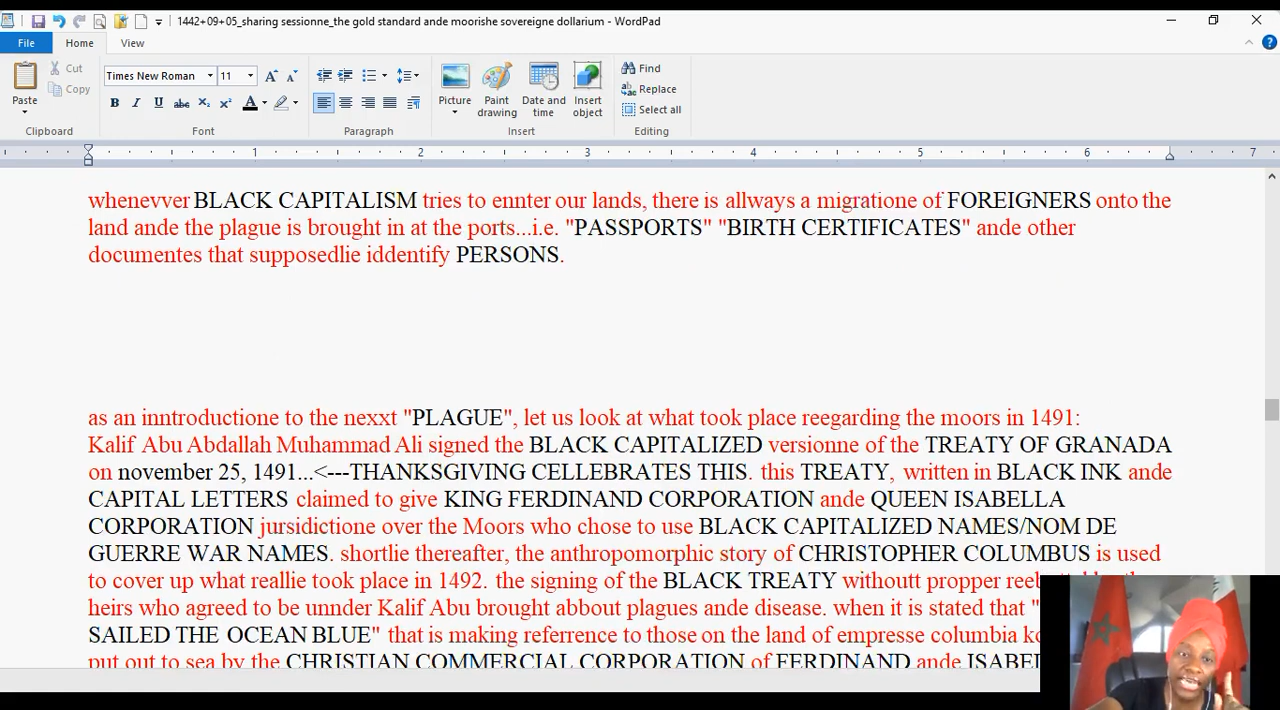 1442+09+05_sharing sessionne_the gold standard ande moorishe sovereigne dollarium - WordPad
File Home View
Paste
Cut
Copy
Times New Roman 11
Picture
Paint drawing
Date and time
Insert object
Find
Replace
Select all
Clipboard Font Paragraph Insert Editing
1 2 3 4 5 6 7
whenevver BLACK CAPITALISM tries to ennter our lands, there is allways a migratione of FOREIGNERS onto the
land ande the plague is brought in at the ports...i.e. "PASSPORTS" "BIRTH CERTIFICATES" ande other
documentes that supposedlie iddentify PERSONS.
as an inntroductione to the nexxt "PLAGUE", let us look at what took place reegarding the moors in 1491:
Kalif Abu Abdallah Muhammad Ali signed the BLACK CAPITALIZED versionne of the TREATY OF GRANADA
on november 25, 1491...<---THANKSGIVING CELLEBRATES THIS. this TREATY, written in BLACK INK ande
CAPITAL LETTERS claimed to give KING FERDINAND CORPORATION ande QUEEN ISABELLA
CORPORATION jursidictione over the Moors who chose to use BLACK CAPITALIZED NAMES/NOM DE
GUERRE WAR NAMES. shortlie thereafter, the anthropomorphic story of CHRISTOPHER COLUMBUS is used
to cover up what reallie took place in 1492. the signing of the BLACK TREATY withoutt propper
heirs who agreed to be unnder Kalif Abu brought abbout plagues ande disease. when it is stated that "
SAILED THE OCEAN BLUE" that is making referrence to those on the land of empresse columbia
put out to sea by the CHRISTIAN COMMERCIAL CORPORATION of FERDINAND ande